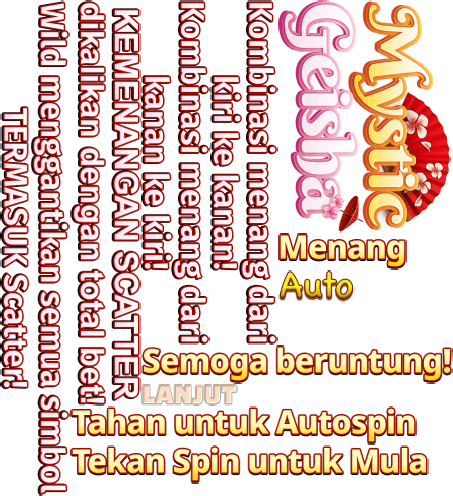 Mystic
Geisha
Kombinasi menang dari
kiri ke kanan!
Kombinasi menang dari
kanan ke kiri!
KEMENANGAN SCATTER
dikalikan dengan total bet!
Wild menggantikan semua simbol
TERMASUK Scatter!
Menang
Auto
Semoga beruntung!
LANJUT
Tahan untuk Autospin
Tekan Spin untuk Mula